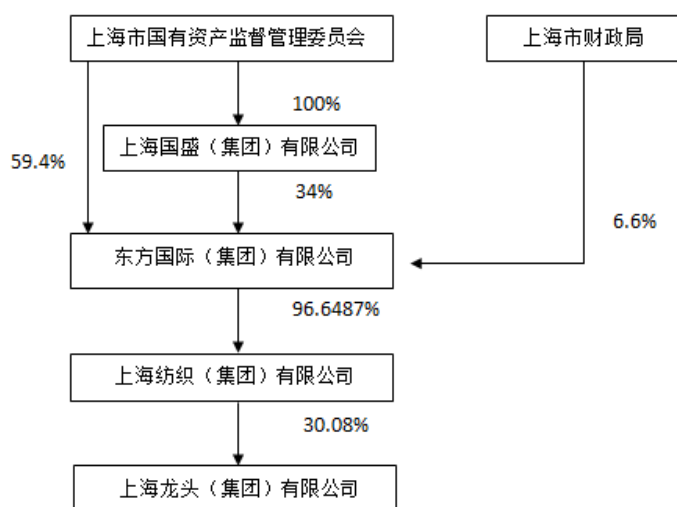 上海市国有资产监督管理委员会
上海市财政局
100%
上海国盛（集团）有限公司
59.4%
34%
6.6%
东方国际（集团）有限公司
96.6487%
上海纺织（集团）有限公司
30.08%
上海龙头（集团）有限公司